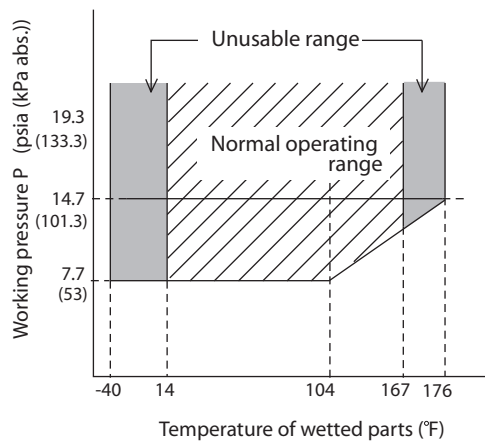 Unusable range
Working pressure P (psia (kPa abs.))
19.3
(133.3)
Normal operating
range
14.7
(101.3)
7.7
(53)
-40
14
104
167
176
Temperature of wetted parts (°F)